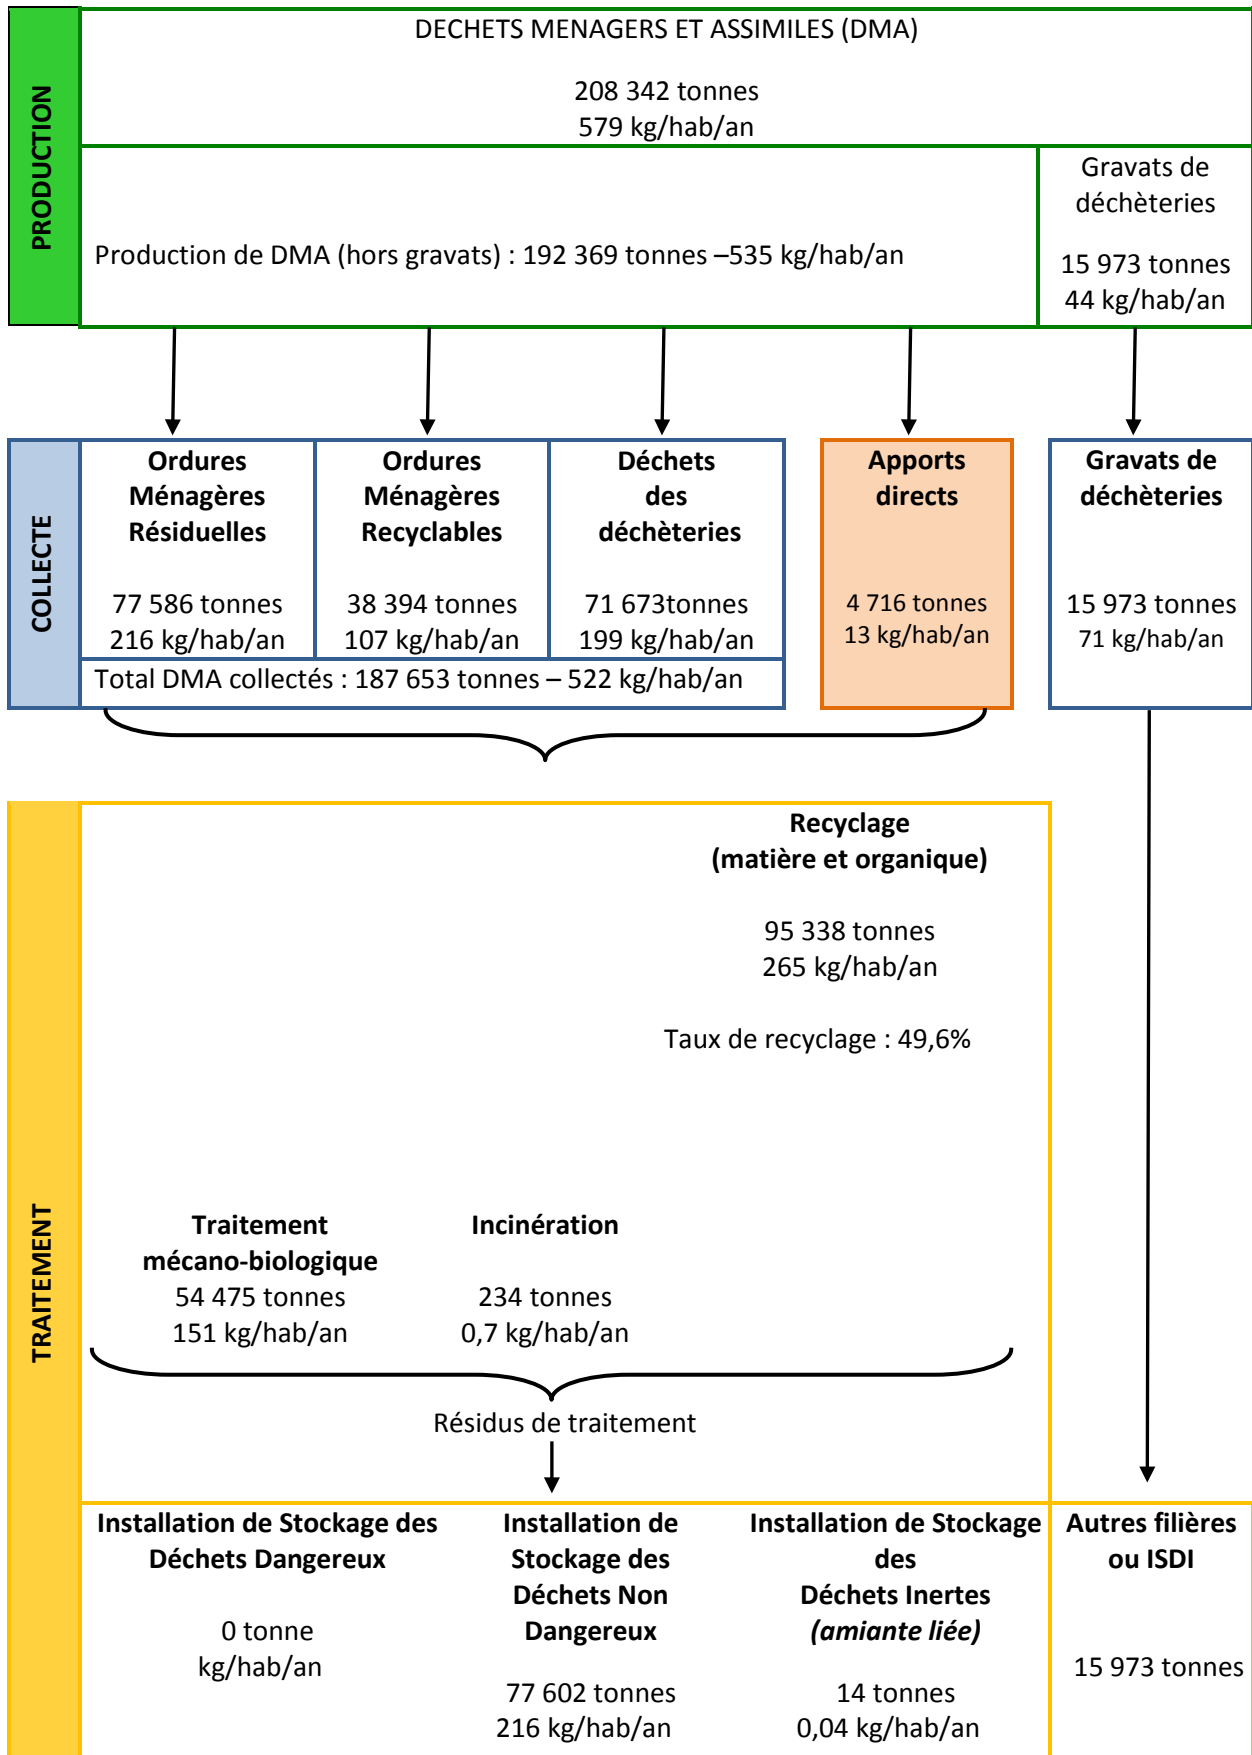 PRODUCTION
DECHETS MENAGERS ET ASSIMILES (DMA)
208 342 tonnes
579 kg/hab/an
Production de DMA (hors gravats) : 192 369 tonnes –535 kg/hab/an
Gravats de
déchèteries
15 973 tonnes
44 kg/hab/an
COLLECTE
Ordures
Ménagères
Résiduelles
77 586 tonnes
216 kg/hab/an
Ordures
Ménagères
Recyclables
38 394 tonnes
107 kg/hab/an
Déchets
des
déchèteries
71 673tonnes
199 kg/hab/an
Total DMA collectés : 187 653 tonnes – 522 kg/hab/an
Apports
directs
4 716 tonnes
13 kg/hab/an
Gravats de
déchèteries
15 973 tonnes
71 kg/hab/an
TRAITEMENT
Recyclage
(matière et organique)
95 338 tonnes
265 kg/hab/an
Taux de recyclage : 49,6%
Traitement
mécano-biologique
54 475 tonnes
151 kg/hab/an
Incinération
234 tonnes
0,7 kg/hab/an
Résidus de traitement
Installation de Stockage des
Déchets Dangereux
0 tonne
kg/hab/an
Installation de
Stockage des
Déchets Non
Dangereux
77 602 tonnes
216 kg/hab/an
Installation de Stockage
des
Déchets Inertes
(amiante liée)
14 tonnes
0,04 kg/hab/an
Autres filières
ou ISDI
15 973 tonnes